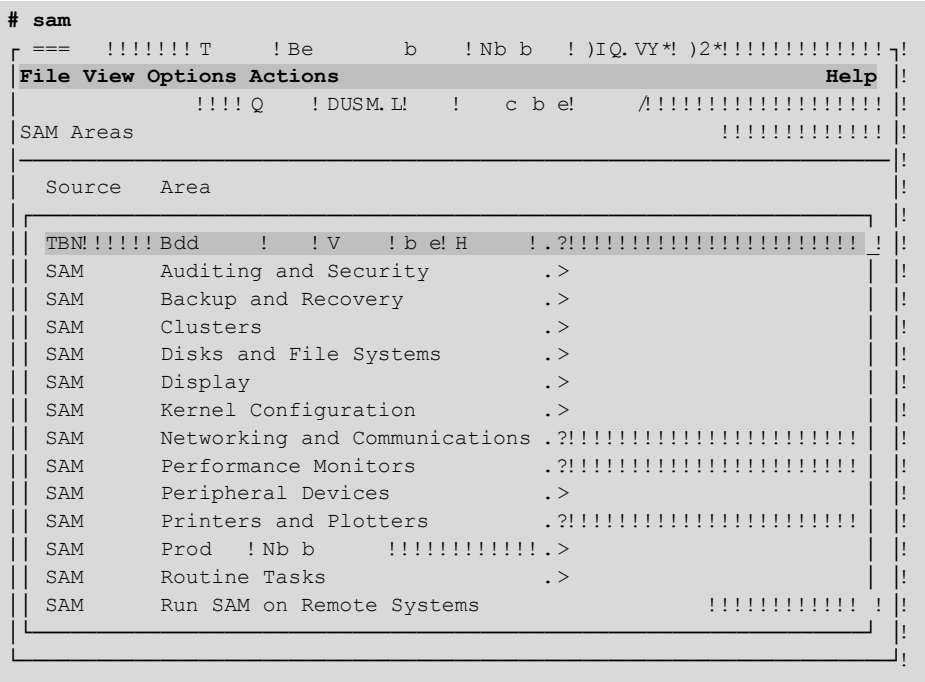 # sam
File View Options Actions Help
SAM Areas
Source Area
SAM Auditing and Security .>
SAM Backup and Recovery .>
SAM Clusters .>
SAM Disks and File Systems .>
SAM Display .>
SAM Kernel Configuration .>
SAM Networking and Communications
SAM Performance Monitors
SAM Peripheral Devices .>
SAM Printers and Plotters
SAM Prod .>
SAM Routine Tasks .>
SAM Run SAM on Remote Systems